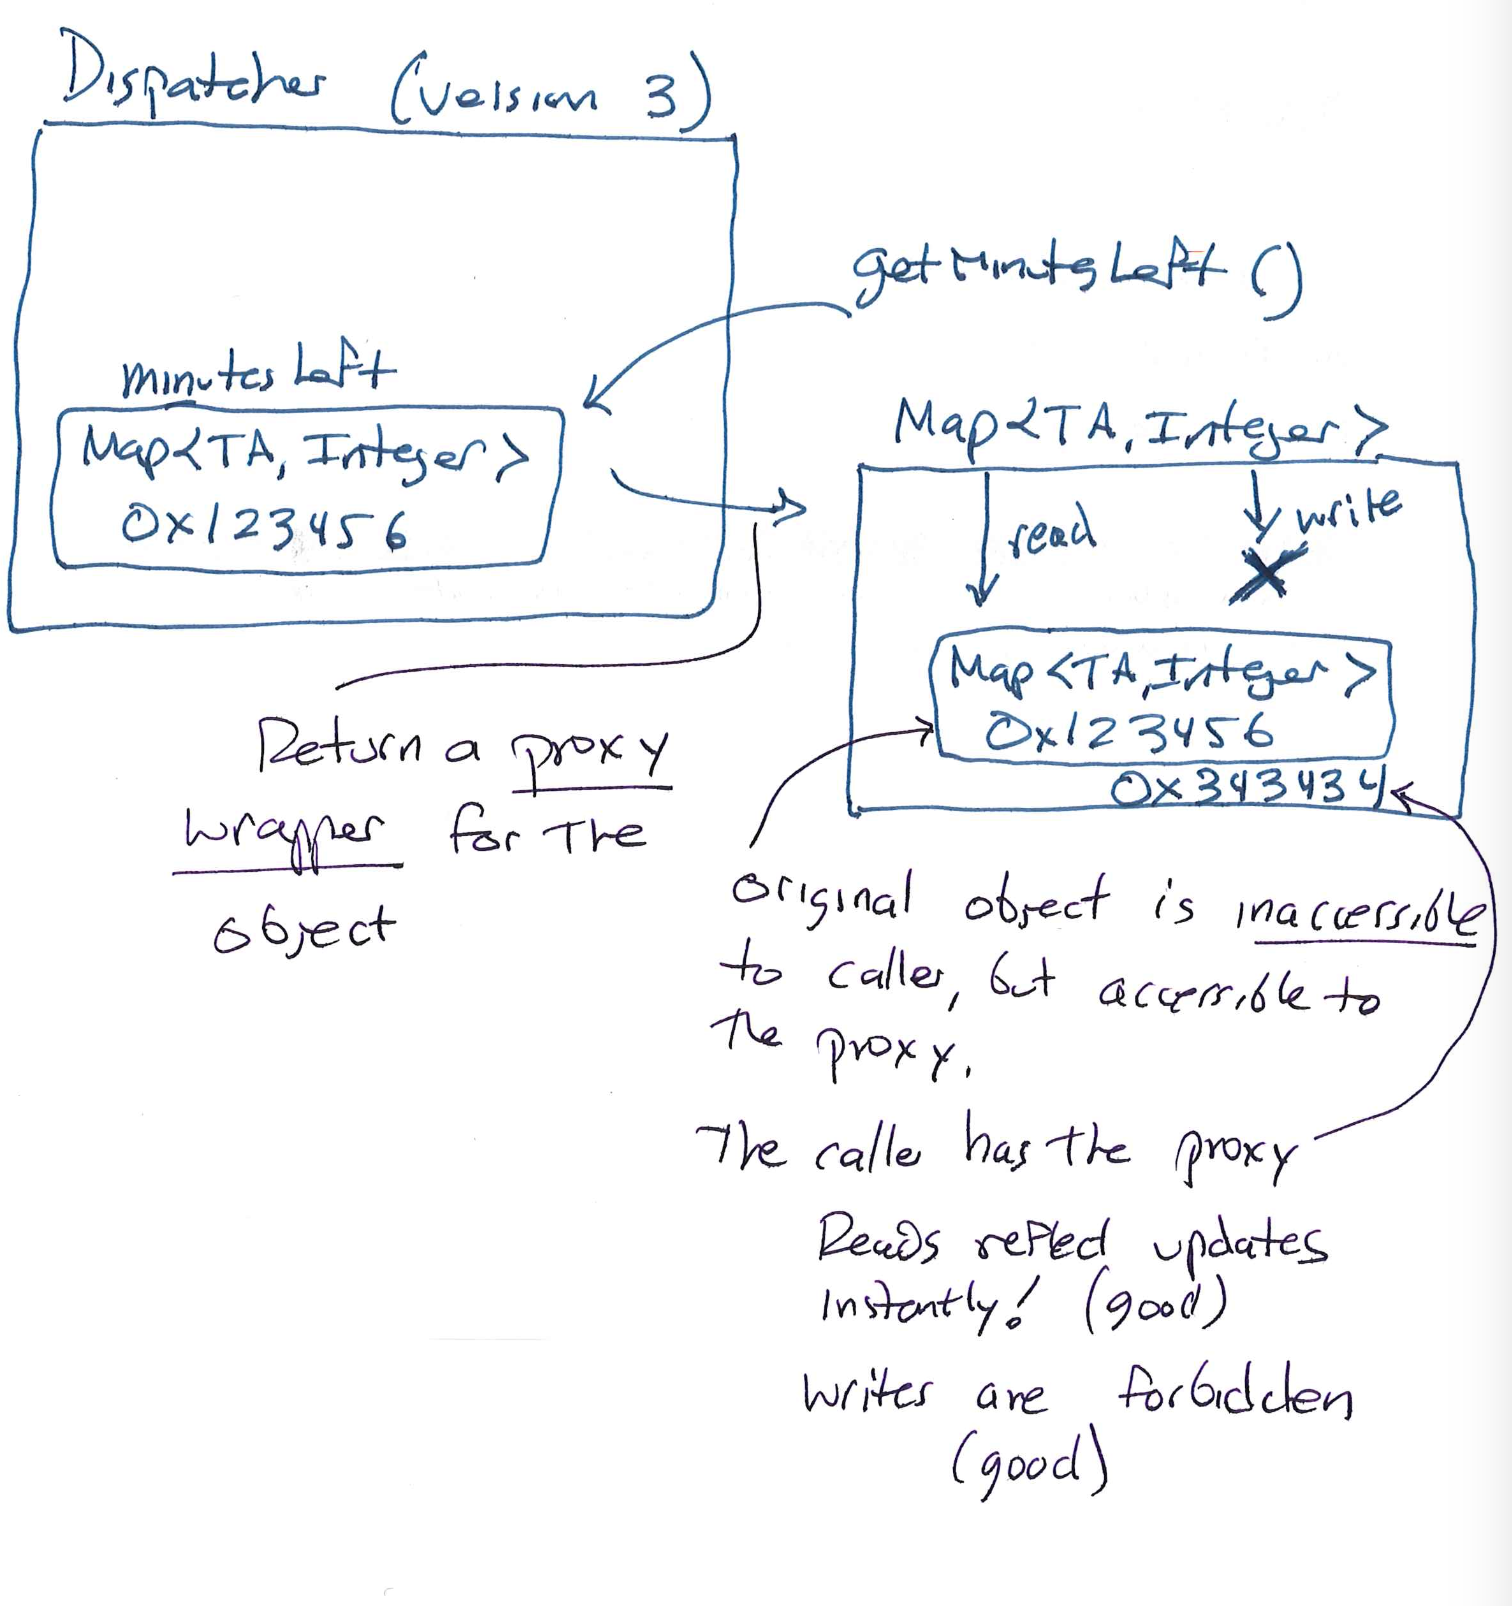 Dispatcher (version 3)
getMinutesLeft ()
minutesLeft
Map<TA, Integer>
0x123456
Map<TA, Integer>
read
write
Map<TA, Integer>
0x123456
0x343434
Return a proxy
wrapper for the
object
original object is inaccessible
to caller, but accessible to
the proxy.
The caller has the proxy
Reads reflect updates
instantly! (good)
writes are forbidden
(good)